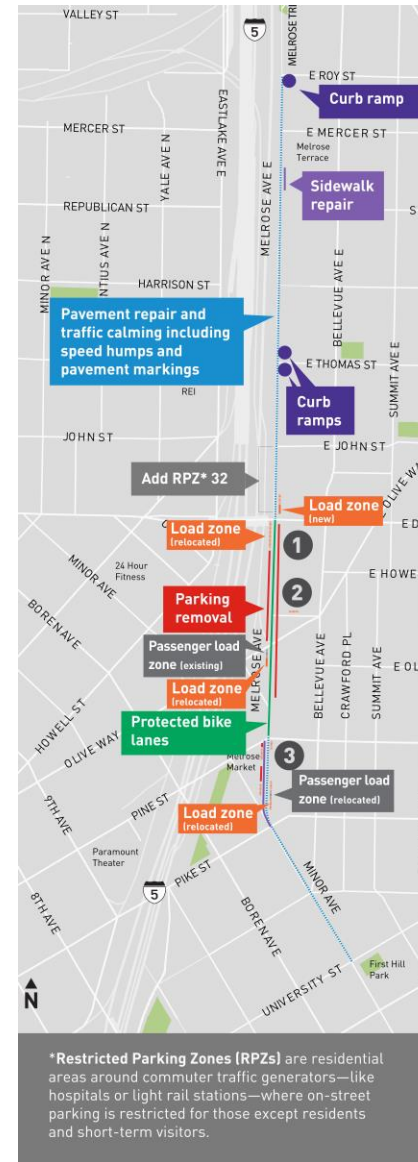 VALLEY ST
5
MELROSE TR
E ROY ST
Curb ramp
EASTLAKE AVE E
MERCER ST
E MERCER ST
Melrose
Terrace
YALE AVE N
MELROSE AVE E
Sidewalk
repair
REPUBLICAN ST
S
MINOR AVE N
NTIUS AVE N
BELLEVUE AVE E
HARRISON ST
Pavement repair and
traffic calming including
speed humps and
pavement markings
SUMMIT AVE E
E THOMAS ST
REI
Curb
ramps
JOHN ST
E JOHN ST
Add RPZ* 32
E OLIVE WAY
Load zone
(new)
Load zone
(relocated)
E D
1
MINOR AVE
24 Hour
Fitness
E HOWE
2
Parking
removal
BOREN AVE
Passenger load
zone (existing)
MELROSE AVE
BELLEVUE AVE
CRAWFORD PL
SUMMIT AVE
E OL
Load zone
(relocated)
HOWELL ST
Protected bike
lanes
OLIVE WAY
3
Melrose
Market
Passenger load
zone (relocated)
9TH AVE
PINE ST
Load zone
(relocated)
Paramount
Theater
PIKE ST
MINOR AVE
5
8TH AVE
BOREN AVE
First Hill
Park
UNIVERSITY ST
N
*Restricted Parking Zones (RPZs) are residential
areas around commuter traffic generators—like
hospitals or light rail stations—where on-street
parking is restricted for those except residents
and short-term visitors.